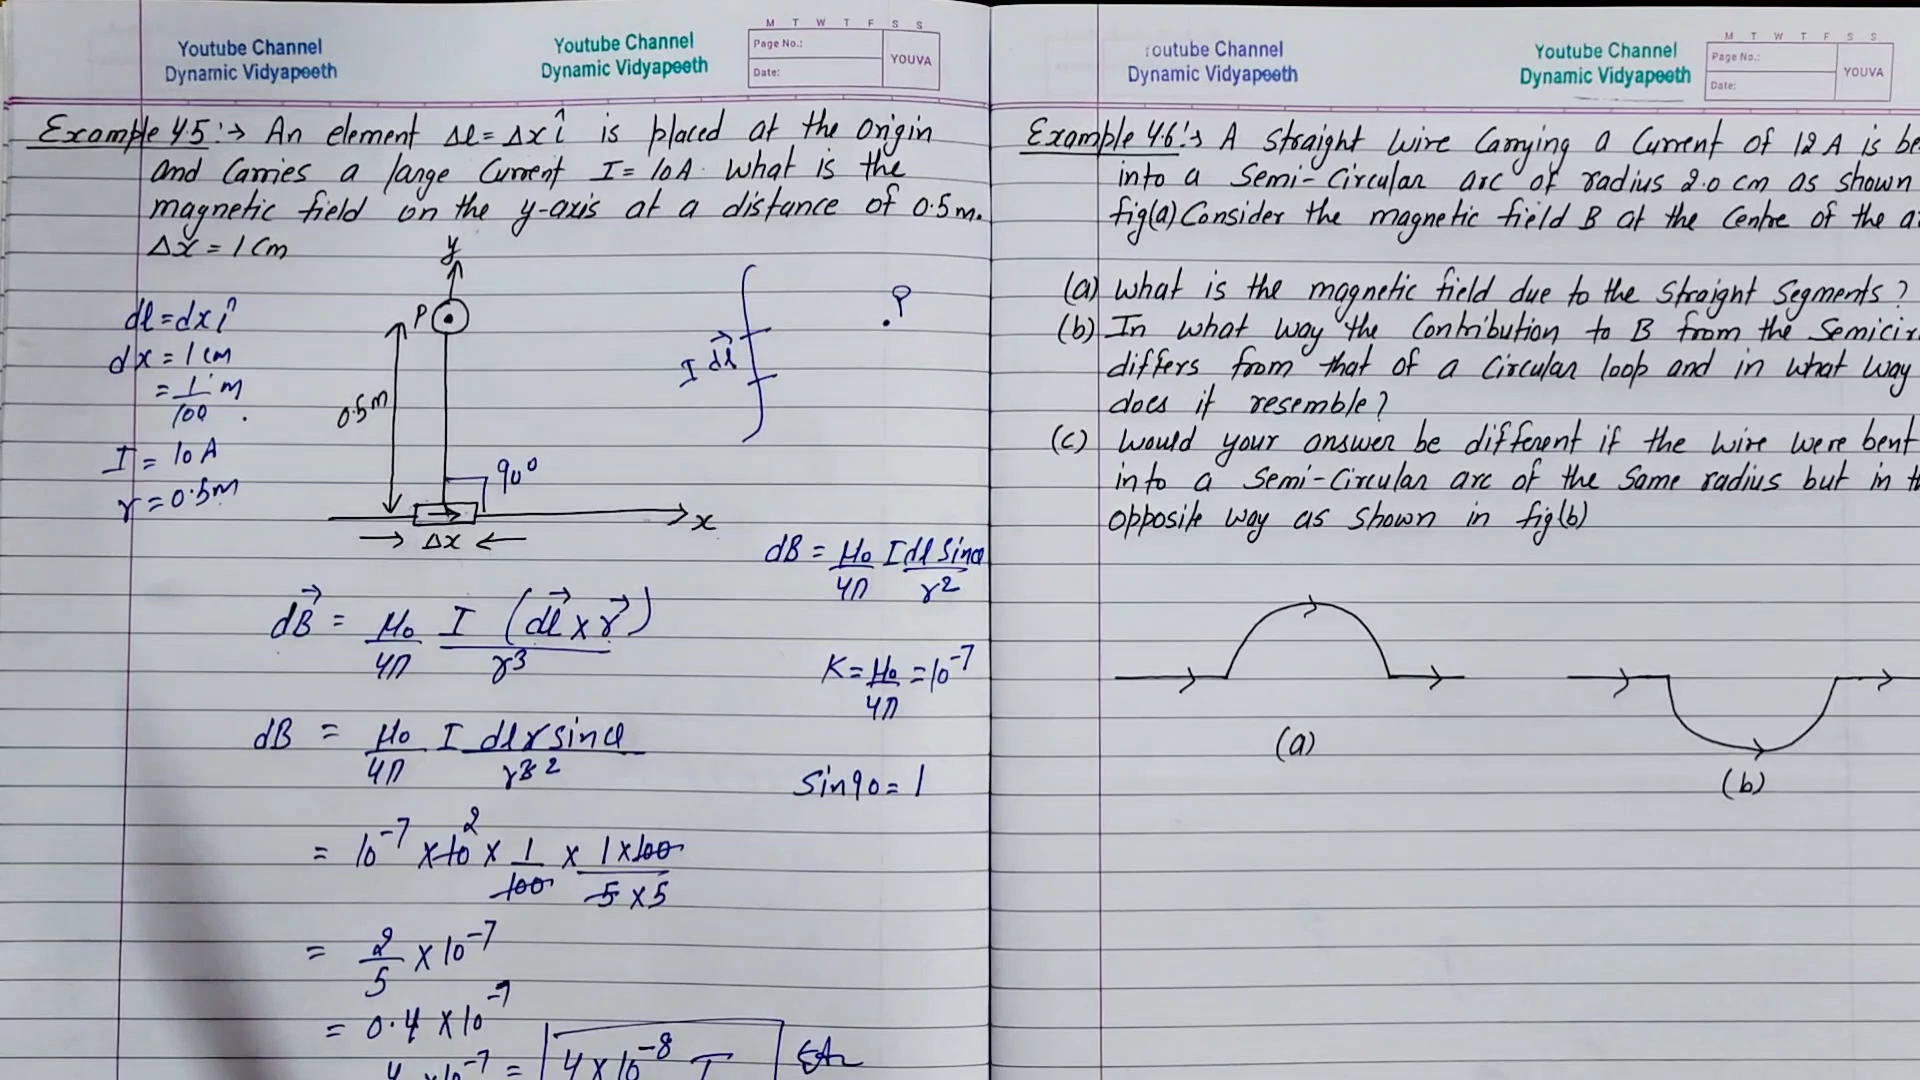 Youtube Channel
Dynamic Vidyapeeth
Youtube Channel
Dynamic Vidyapeeth
M T W T F S S
Page No.:
Date:
YOUVA
Example 4.5:→ An element Δl = Δx î is placed at the origin
and Carries a large Current I = 10A. What is the
magnetic field on the y-axis at a distance of 0.5m.
Δx = 1 Cm
dl = dx î
dx = 1 cm
= 1/100 m
I = 10 A
r = 0.5m
y
P
0.5m
90°
x
→ Δx ←
I dl⃗
P
dB = μ₀/4π I dl sinα/r²
dB⃗ = μ₀/4π I (dl⃗ × r⃗)/r³
K = μ₀/4π = 10⁻⁷
dB = μ₀/4π I dl r sinα/r³ ²
Sin90 = 1
= 10⁻⁷ × 10 ² × 1/100 × 1×100/5×5
= 2/5 × 10⁻⁷
= 0.4 × 10⁻⁷
4 × 10⁻⁷ = 4 × 10⁻⁸ T
outube Channel
Dynamic Vidyapeeth
Youtube Channel
Dynamic Vidyapeeth
M T W T F S S
Page No.:
Date:
YOUVA
Example 4.6:→ A Straight wire Carrying a Current of 12 A is be
into a Semi-Circular arc of radius 2.0 cm as shown
fig(a) Consider the magnetic field B at the Centre of the a
(a) What is the magnetic field due to the Straight Segments?
(b) In what way the Contribution to B from the Semicir
differs from that of a Circular loop and in what way
does it resemble?
(c) Would your answer be different if the wire were bent
into a Semi-Circular arc of the Same radius but in t
opposite way as shown in fig(b)
(a)
(b)